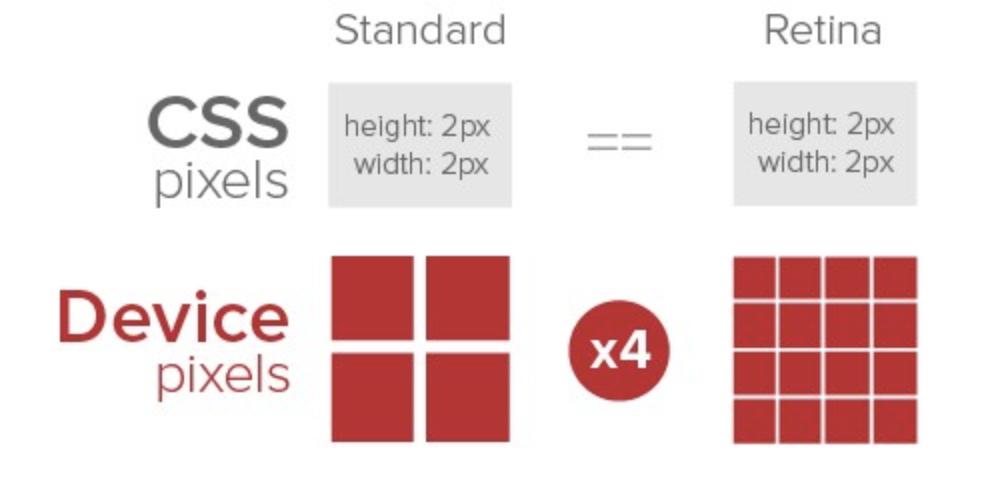 Standard
Retina
CSS
pixels
height: 2px
width: 2px
==
height: 2px
width: 2px
Device
pixels
x4